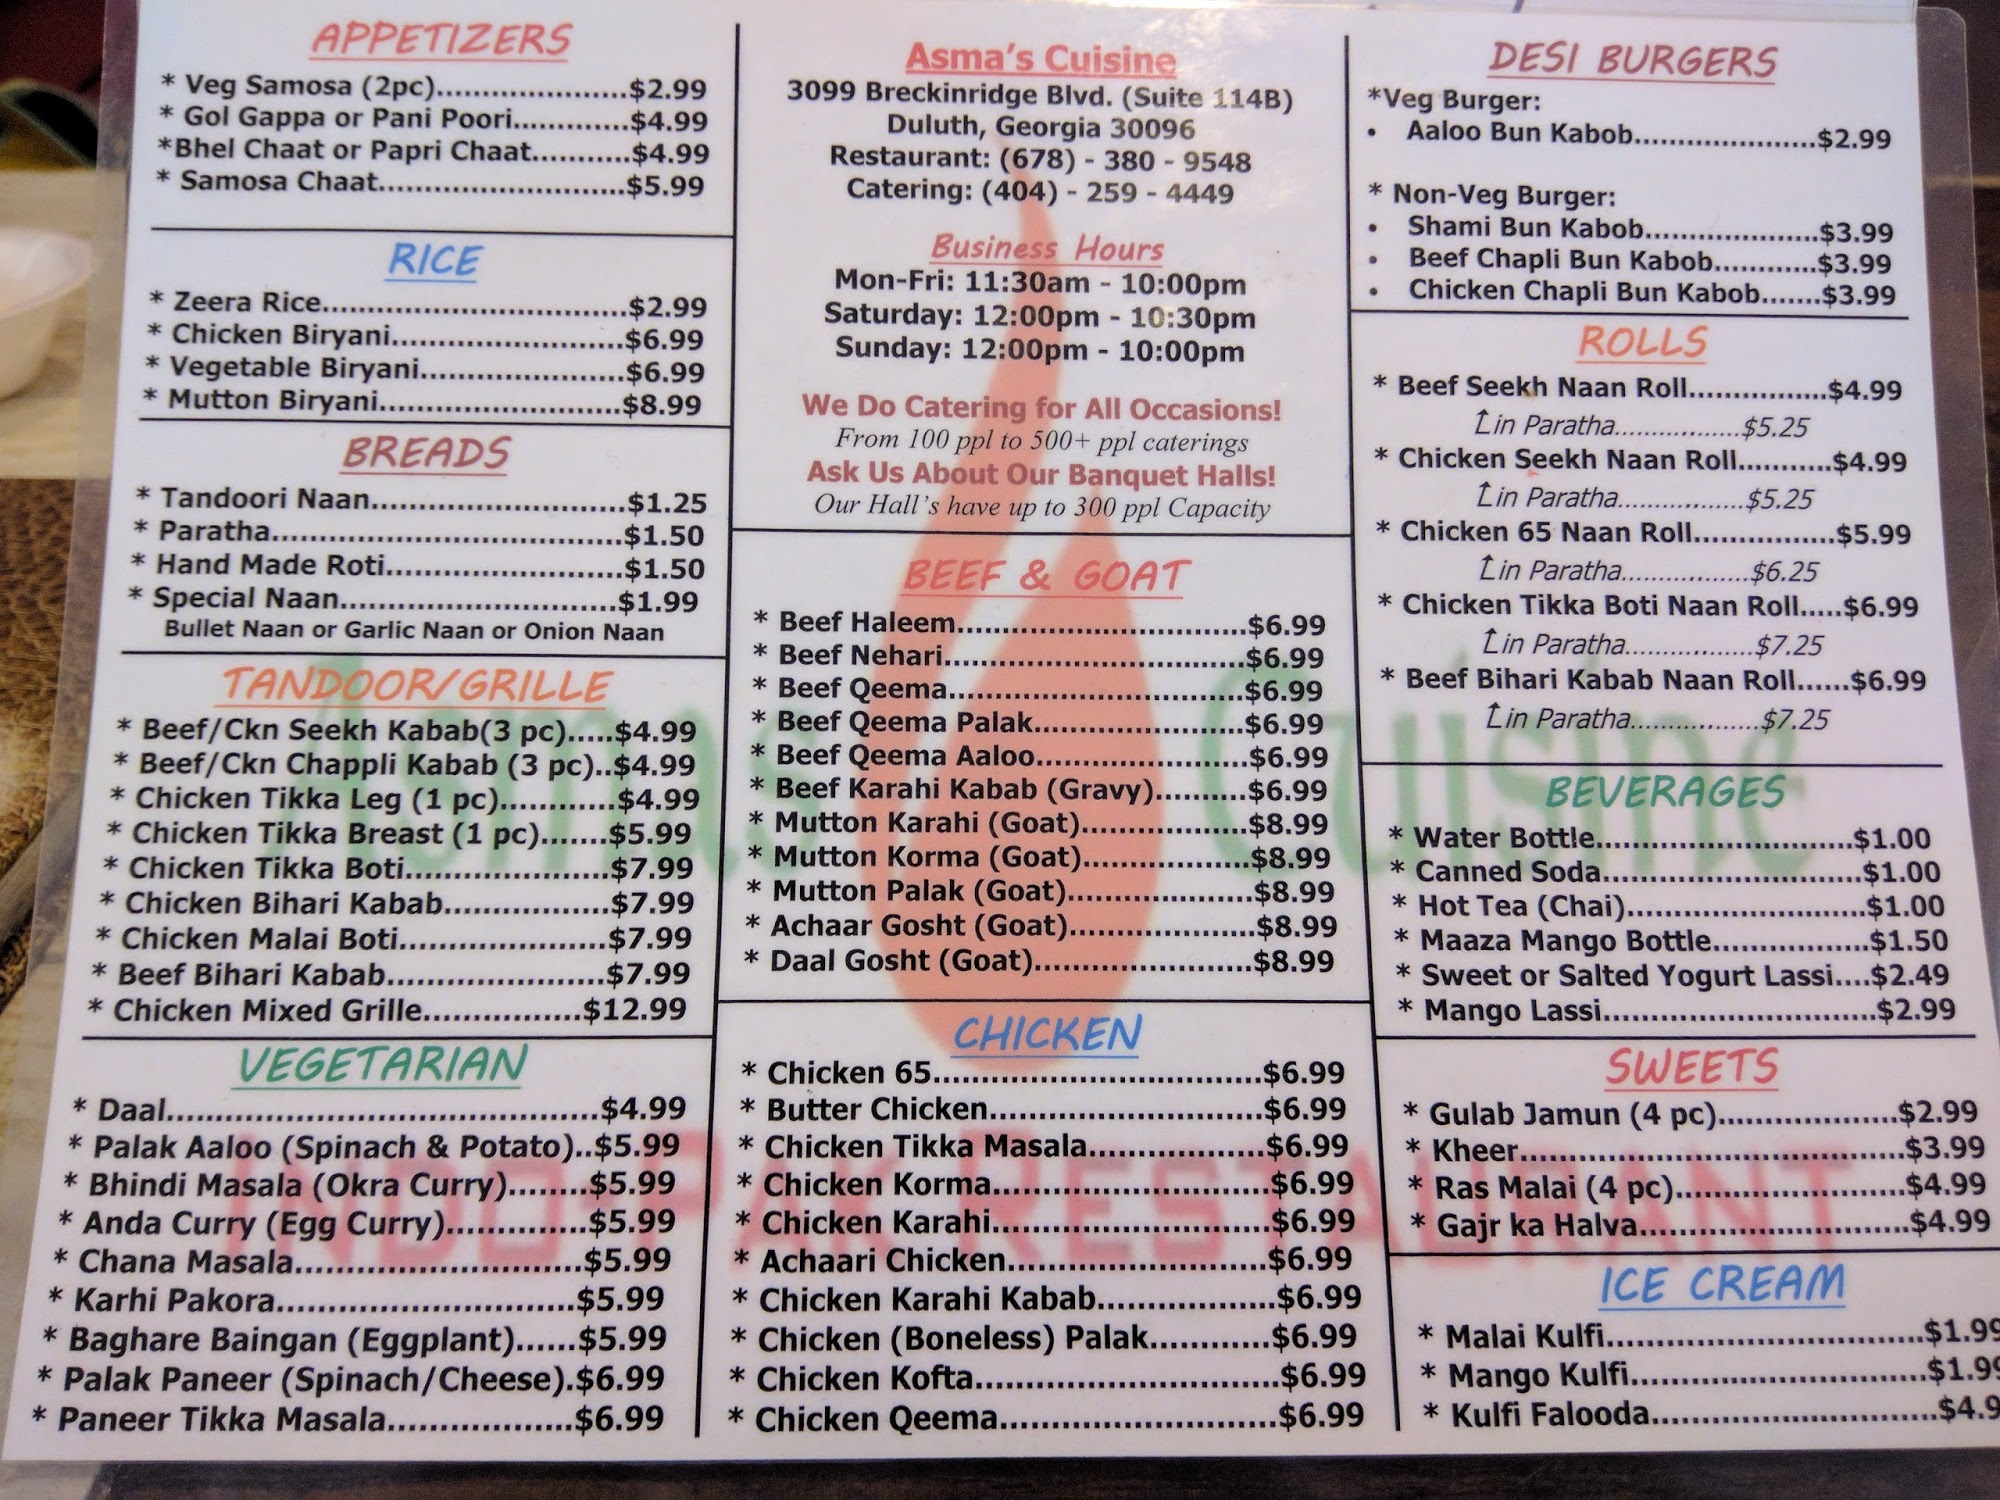 APPETIZERS
* Veg Samosa (2pc)......................$2.99
* Gol Gappa or Pani Poori.............$4.99
*Bhel Chaat or Papri Chaat...........$4.99
* Samosa Chaat............................$5.99
RICE
* Zeera Rice...................................$2.99
* Chicken Biryani...........................$6.99
* Vegetable Biryani........................$6.99
* Mutton Biryani............................$8.99
BREADS
* Tandoori Naan.............................$1.25
* Paratha........................................$1.50
* Hand Made Roti...........................$1.50
* Special Naan................................$1.99
Bullet Naan or Garlic Naan or Onion Naan
TANDOOR/GRILLE
* Beef/Ckn Seekh Kabab(3 pc).....$4.99
* Beef/Ckn Chappli Kabab (3 pc)..$4.99
* Chicken Tikka Leg (1 pc)............$4.99
* Chicken Tikka Breast (1 pc).......$5.99
* Chicken Tikka Boti.....................$7.99
* Chicken Bihari Kabab.................$7.99
* Chicken Malai Boti.....................$7.99
* Beef Bihari Kabab......................$7.99
* Chicken Mixed Grille................$12.99
VEGETARIAN
* Daal..........................................$4.99
* Palak Aaloo (Spinach & Potato)..$5.99
* Bhindi Masala (Okra Curry)........$5.99
* Anda Curry (Egg Curry)..............$5.99
* Chana Masala............................$5.99
* Karhi Pakora.............................$5.99
* Baghare Baingan (Eggplant)......$5.99
* Palak Paneer (Spinach/Cheese).$6.99
* Paneer Tikka Masala..................$6.99
Asma's Cuisine
3099 Breckinridge Blvd. (Suite 114B)
Duluth, Georgia 30096
Restaurant: (678) - 380 - 9548
Catering: (404) - 259 - 4449
Business Hours
Mon-Fri: 11:30am - 10:00pm
Saturday: 12:00pm - 10:30pm
Sunday: 12:00pm - 10:00pm
We Do Catering for All Occasions!
From 100 ppl to 500+ ppl caterings
Ask Us About Our Banquet Halls!
Our Hall's have up to 300 ppl Capacity
BEEF & GOAT
* Beef Haleem................................$6.99
* Beef Nehari.................................$6.99
* Beef Qeema.................................$6.99
* Beef Qeema Palak.......................$6.99
* Beef Qeema Aaloo.......................$6.99
* Beef Karahi Kabab (Gravy)..........$6.99
* Mutton Karahi (Goat)..................$8.99
* Mutton Korma (Goat)..................$8.99
* Mutton Palak (Goat)....................$8.99
* Achaar Gosht (Goat)....................$8.99
* Daal Gosht (Goat)........................$8.99
CHICKEN
* Chicken 65..................................$6.99
* Butter Chicken............................$6.99
* Chicken Tikka Masala..................$6.99
* Chicken Korma............................$6.99
* Chicken Karahi............................$6.99
* Achaari Chicken..........................$6.99
* Chicken Karahi Kabab..................$6.99
* Chicken (Boneless) Palak............$6.99
* Chicken Kofta..............................$6.99
* Chicken Qeema...........................$6.99
DESI BURGERS
*Veg Burger:
• Aaloo Bun Kabob.....................$2.99
* Non-Veg Burger:
• Shami Bun Kabob....................$3.99
• Beef Chapli Bun Kabob............$3.99
• Chicken Chapli Bun Kabob.......$3.99
ROLLS
* Beef Seekh Naan Roll................$4.99
↑in Paratha.................$5.25
* Chicken Seekh Naan Roll...........$4.99
↑in Paratha.................$5.25
* Chicken 65 Naan Roll................$5.99
↑in Paratha.................$6.25
* Chicken Tikka Boti Naan Roll.....$6.99
↑in Paratha.................$7.25
* Beef Bihari Kabab Naan Roll......$6.99
↑in Paratha.................$7.25
BEVERAGES
* Water Bottle.............................$1.00
* Canned Soda.............................$1.00
* Hot Tea (Chai)..........................$1.00
* Maaza Mango Bottle.................$1.50
* Sweet or Salted Yogurt Lassi....$2.49
* Mango Lassi..............................$2.99
SWEETS
* Gulab Jamun (4 pc)...................$2.99
* Kheer........................................$3.99
* Ras Malai (4 pc)........................$4.99
* Gajr ka Halva............................$4.99
ICE CREAM
* Malai Kulfi.................................$1.99
* Mango Kulfi...............................$1.99
* Kulfi Falooda.............................$4.9
Asma's Cuisine
INDO-PAK RESTAURANT